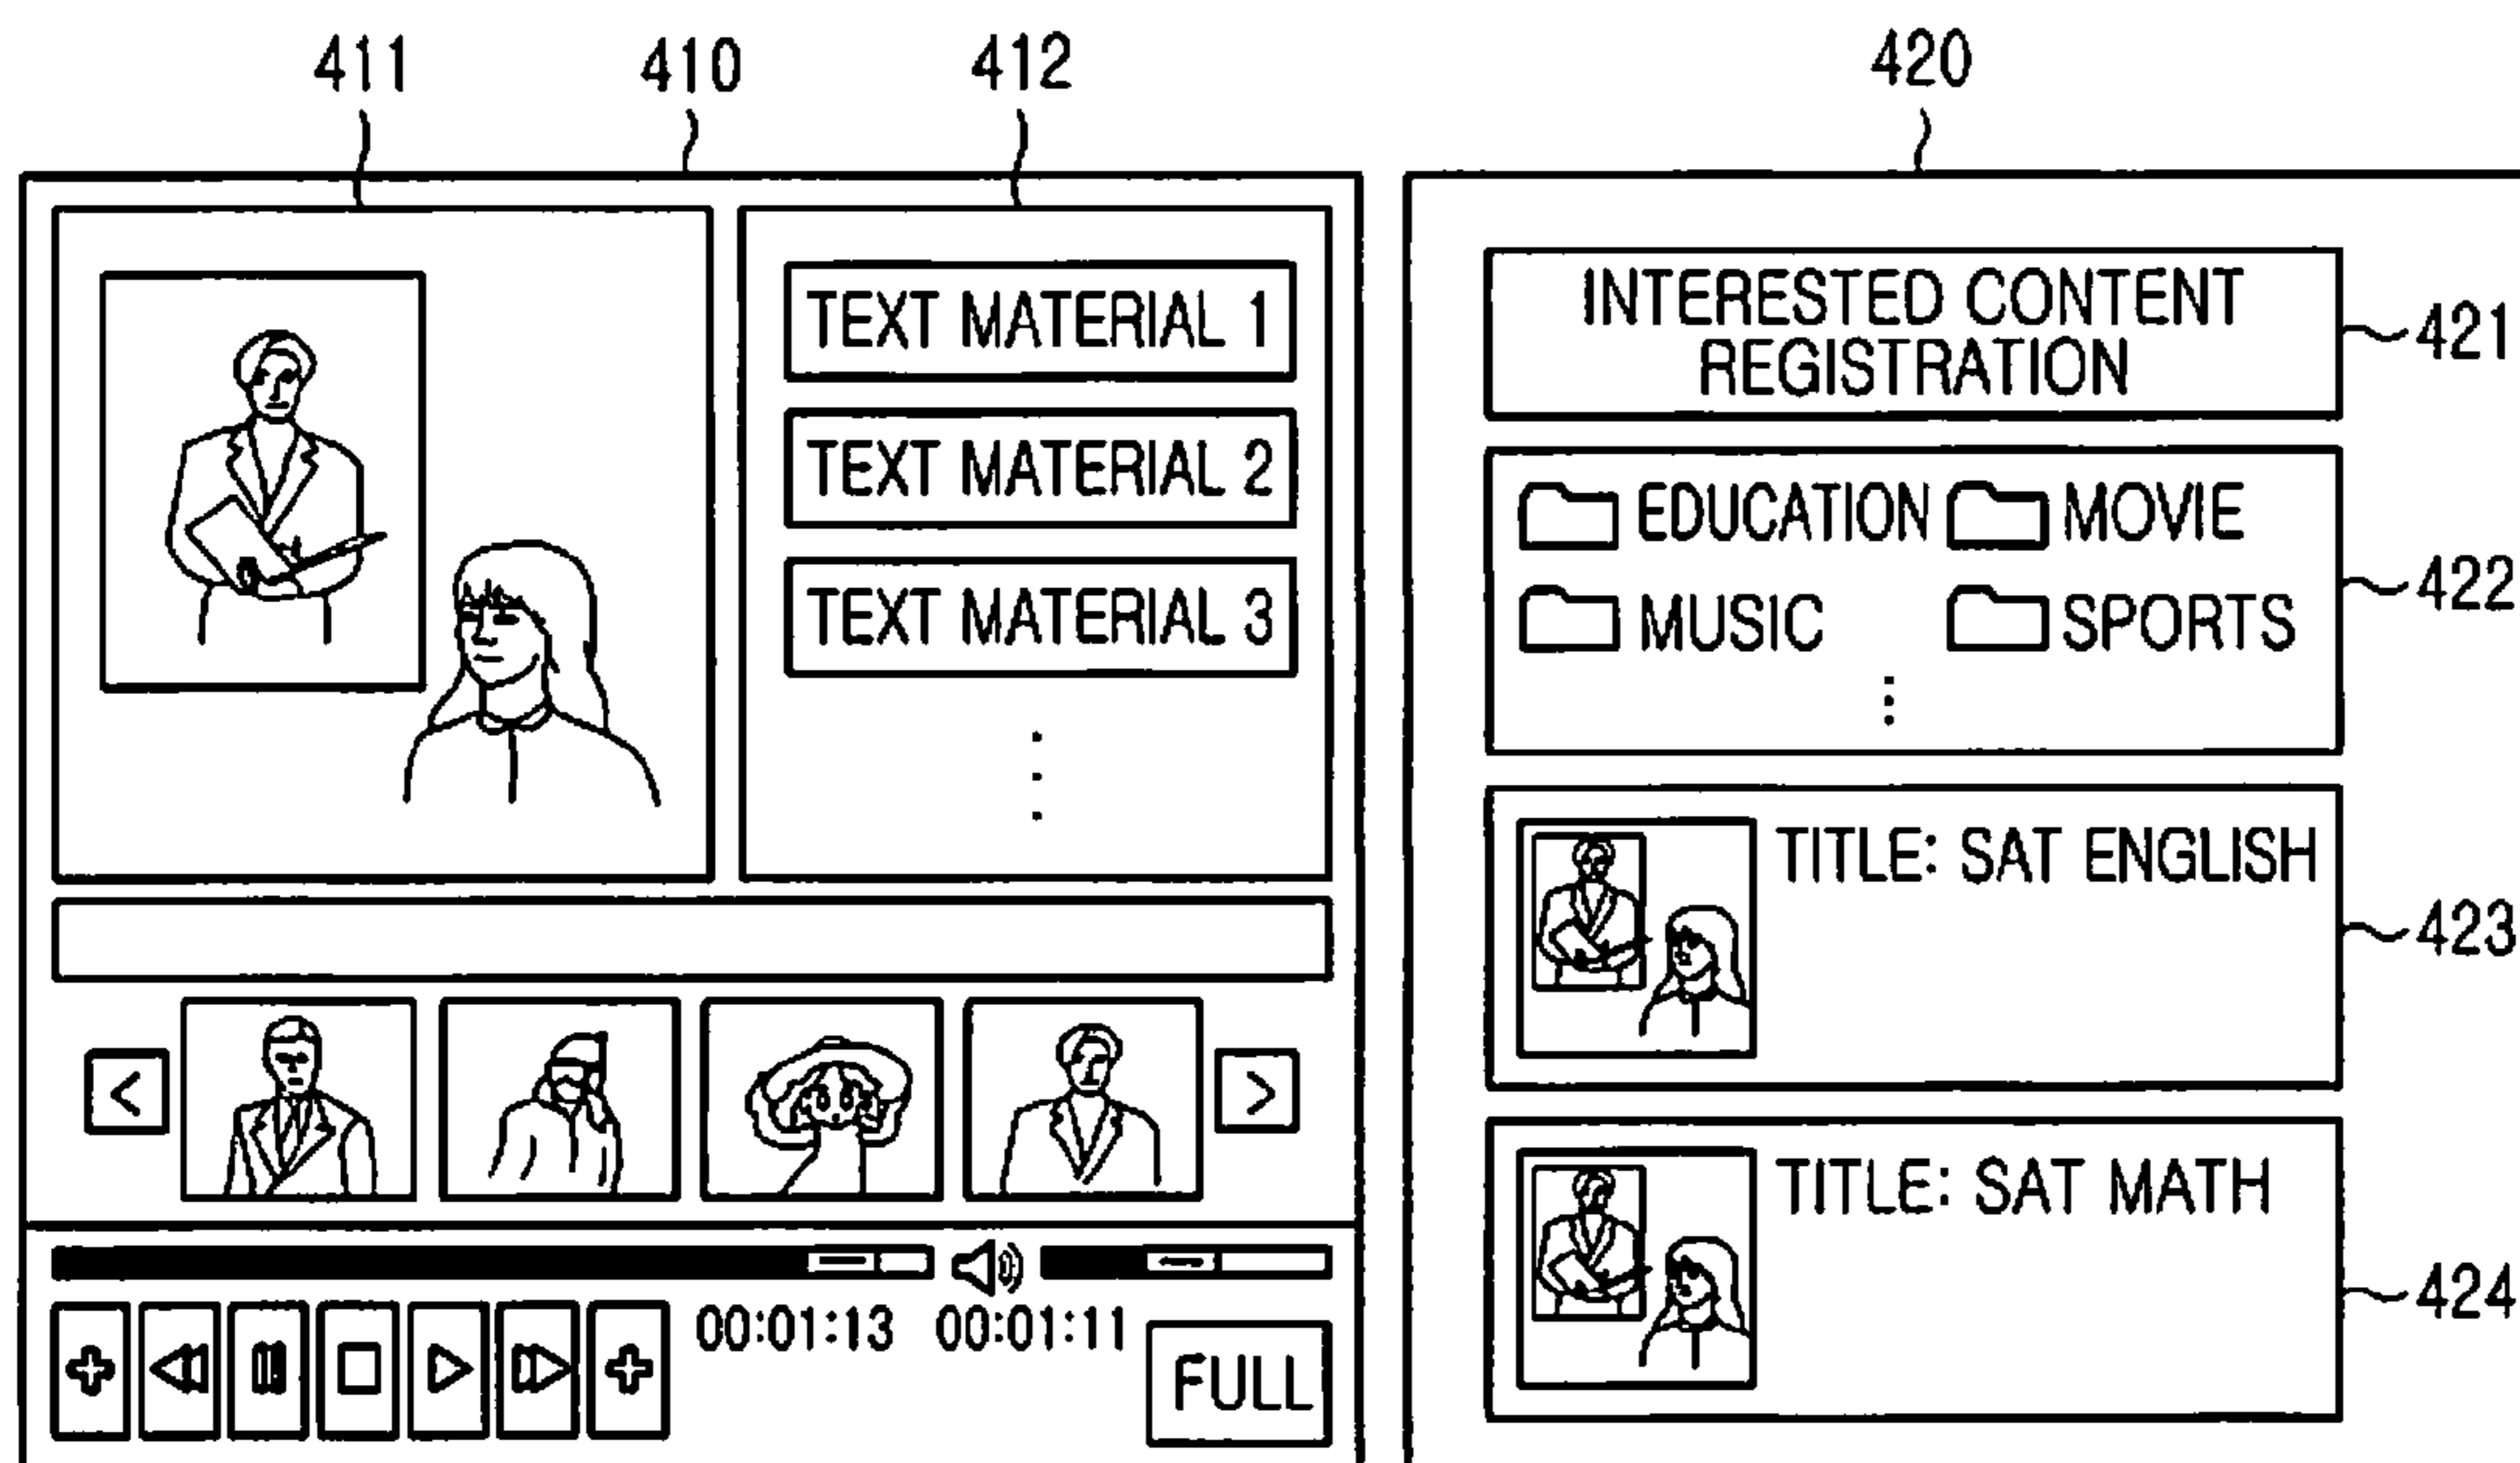 411 410 412 420
TEXT MATERIAL 1
TEXT MATERIAL 2
TEXT MATERIAL 3
<
>
00:01:13 00:01:11
FULL
INTERESTED CONTENT
REGISTRATION
421
EDUCATION MOVIE
MUSIC SPORTS
422
TITLE: SAT ENGLISH
423
TITLE: SAT MATH
424